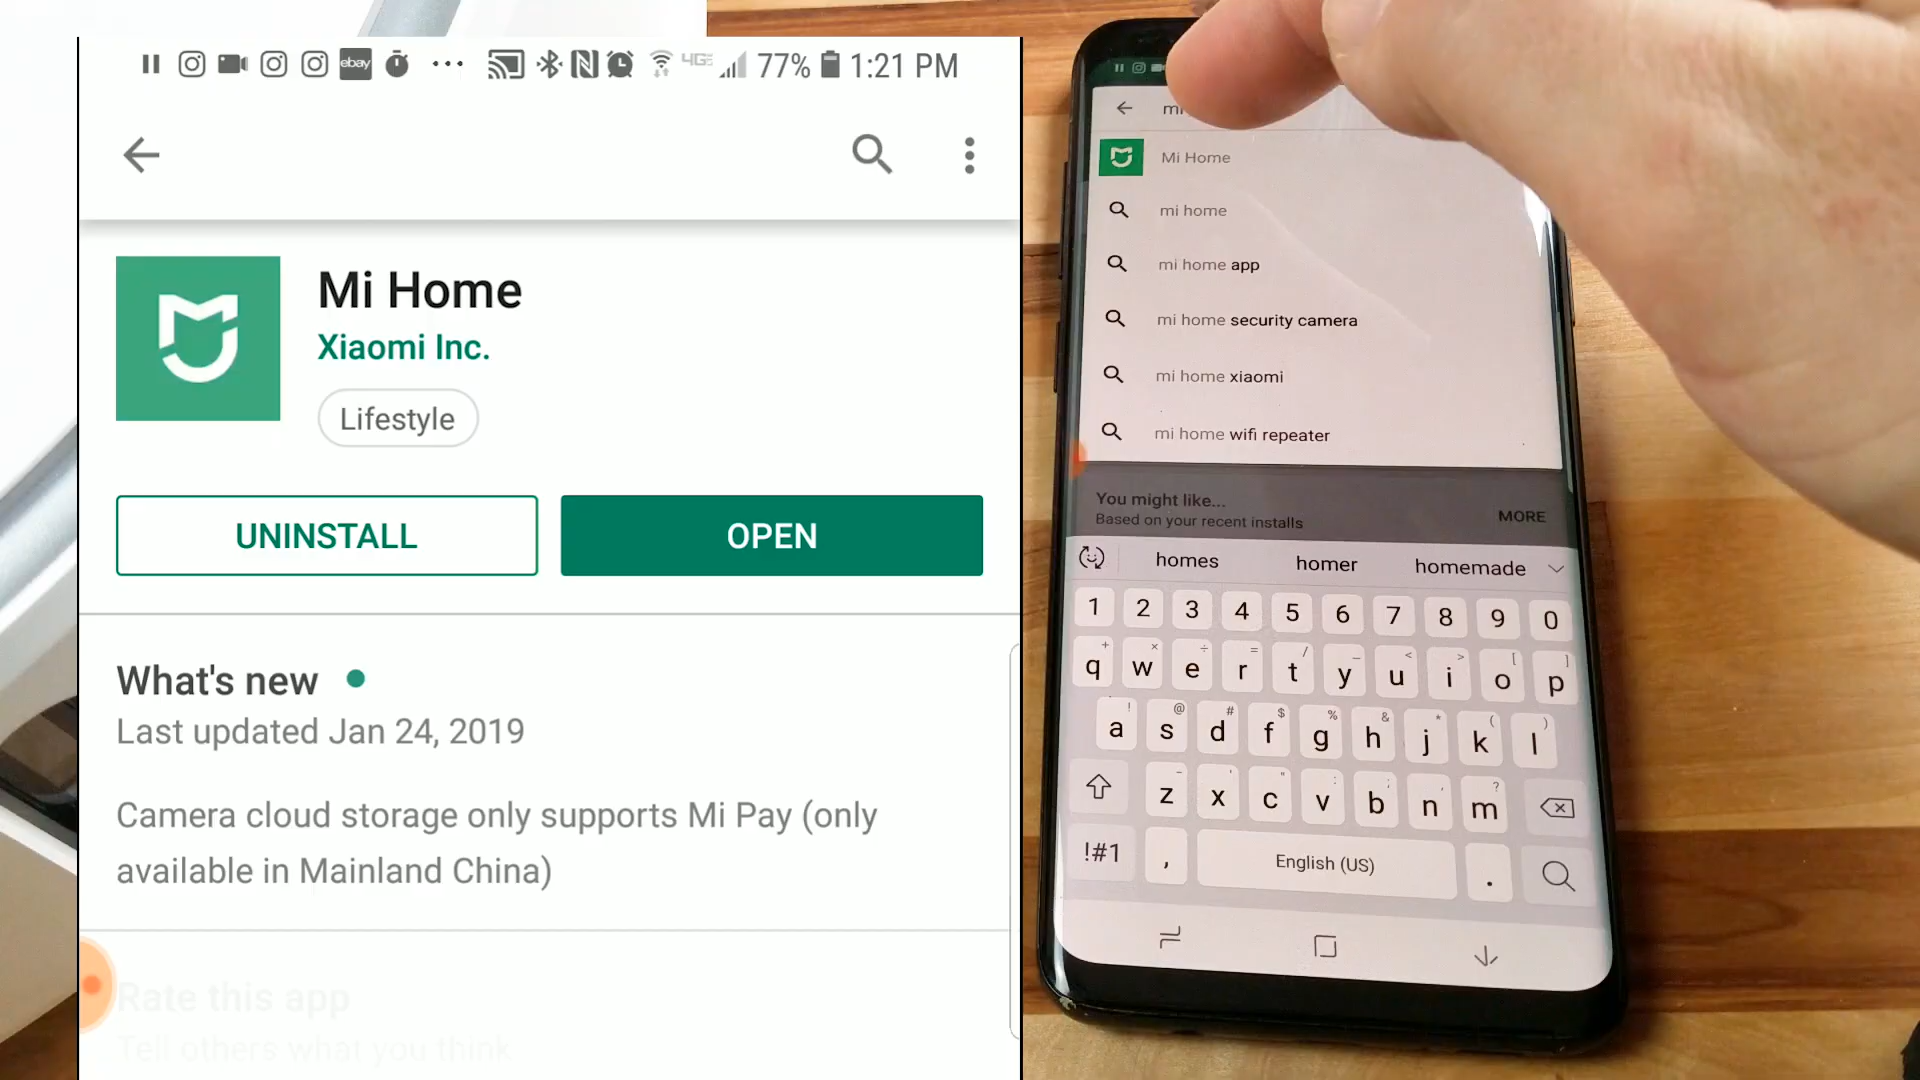 ebay
4G
77%
1:21 PM
Mi Home
Xiaomi Inc.
Lifestyle
UNINSTALL
OPEN
What's new
Last updated Jan 24, 2019
Camera cloud storage only supports Mi Pay (only
available in Mainland China)
Rate this app
Tell others what you think
mi
Mi Home
mi home
mi home app
mi home security camera
mi home xiaomi
mi home wifi repeater
You might like...
Based on your recent installs
MORE
homes homer homemade
1 2 3 4 5 6 7 8 9 0
q w e r t y u i o p
a s d f g h j k l
z x c v b n m
!#1 , English (US) .